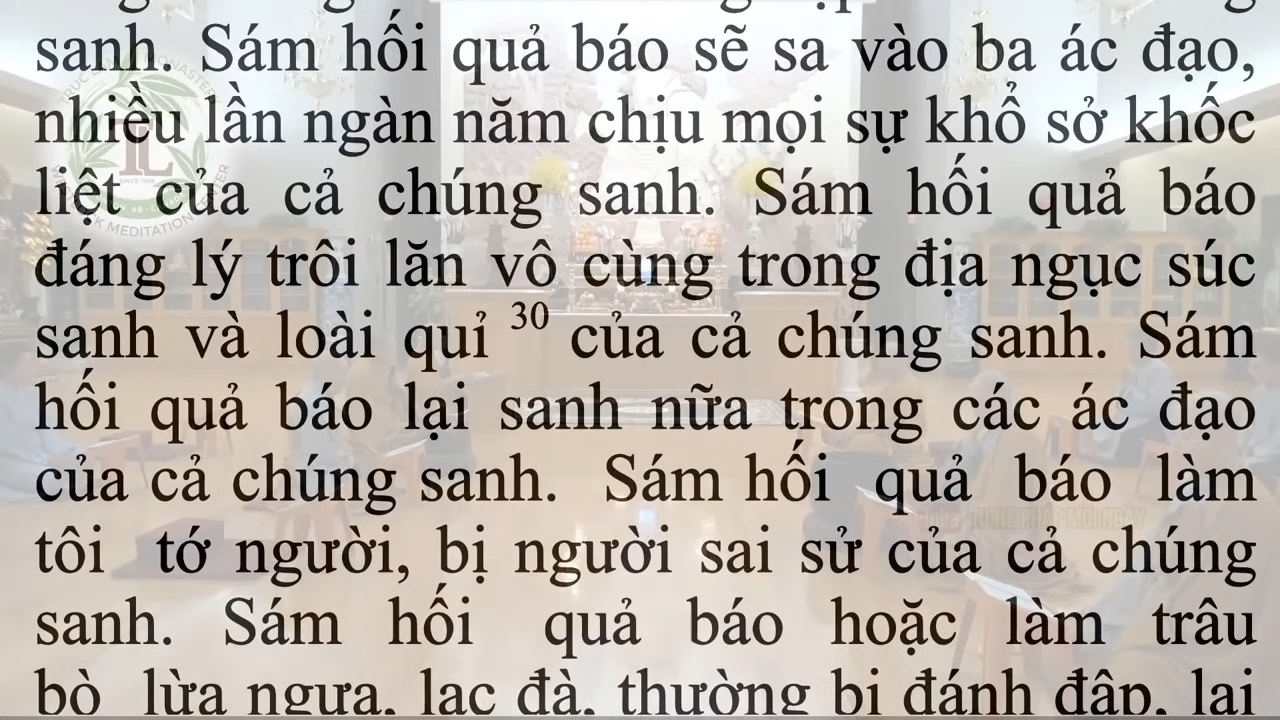 sanh. Sám hối quả báo sẽ sa vào ba ác đạo,
nhiều lần ngàn năm chịu mọi sự khổ sở khốc
liệt của cả chúng sanh. Sám hối quả báo
đáng lý trôi lăn vô cùng trong địa ngục súc
sanh và loài quỉ 30 của cả chúng sanh. Sám
hối quả báo lại sanh nữa trong các ác đạo
của cả chúng sanh. Sám hối quả báo làm
tôi tớ người, bị người sai sử của cả chúng
sanh. Sám hối quả báo hoặc làm trâu
bò lừa ngựa, lạc đà, thường bị đánh đập, lại